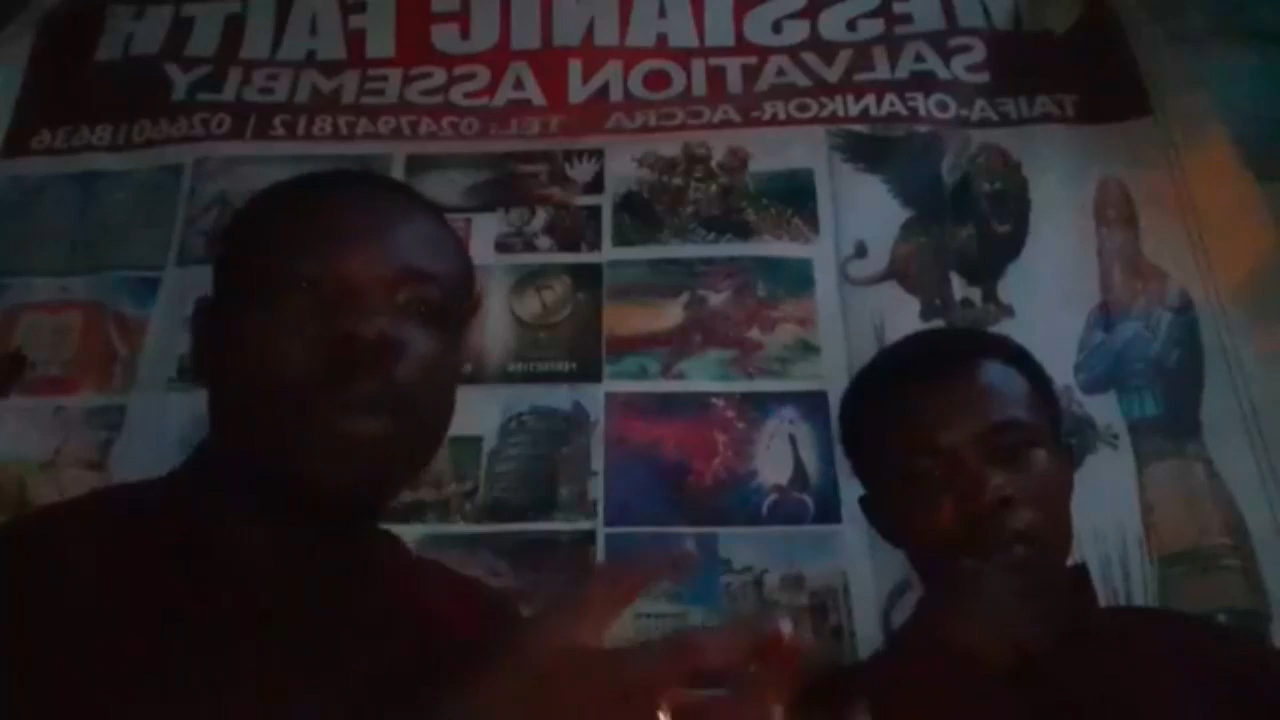 MESSIANIC FAITH
SALVATION ASSEMBLY
TAIFA-OFANKOR- ACCRA TEL: 0247947812 | 0266018636